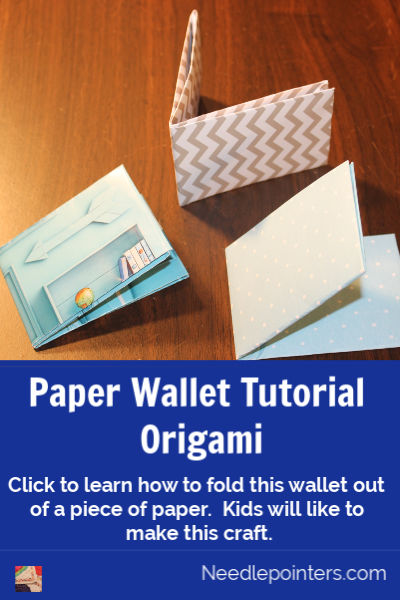 Paper Wallet Tutorial
Origami
Click to learn how to fold this wallet out
of a piece of paper.  Kids will like to
make this craft.
Needlepointers.com